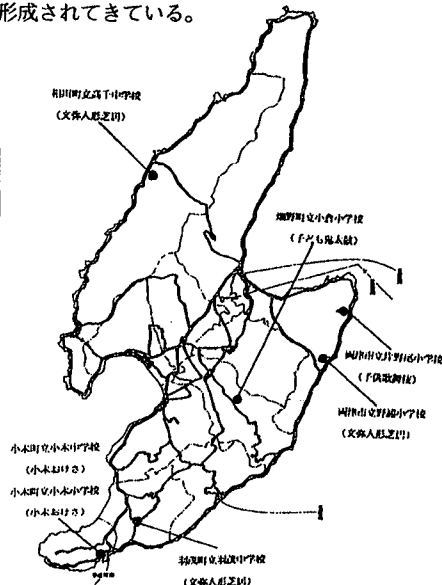 形成されてきている。
相川町立高千中学校
(文弥人形芝居)
畑野町立小倉小学校
(子ども鬼太鼓)
両津市立片野尾小学校
(子供歌舞伎)
両津市立野浦小学校
(文弥人形芝居)
小木町立小木中学校
(小木おけさ)
小木町立小木小学校
(小木おけさ)
羽茂町立羽茂中学校
(文弥人形芝居)